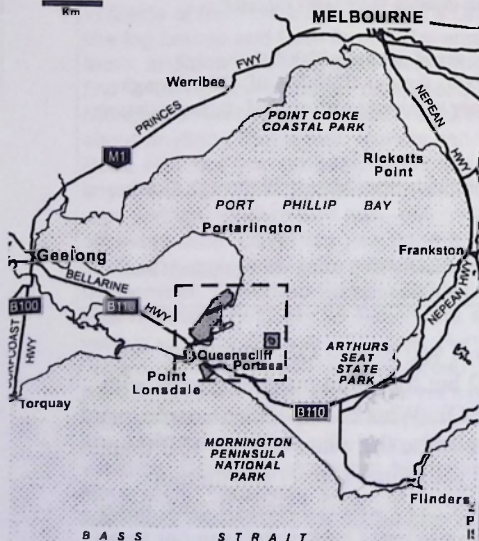 Km
MELBOURNE
FWY
Werribee
PRINCES
POINT COOKE
COASTAL PARK
NEPEAN
HWY
M1
Ricketts
Point
PORT PHILLIP BAY
Portarlington
Geelong
Frankston
BELLARINE
HWY
NEPEAN HWY
B100
B110
ARTHURS
SEAT
STATE
PARK
Queenscliff
Portsea
Point
Lonsdale
HWY
Torquay
B110
MORNINGTON
PENINSULA
NATIONAL
PARK
Flinders
P
BASS STRAIT